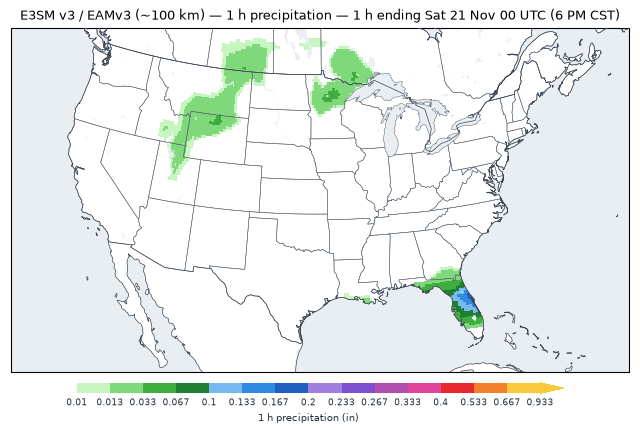 E3SM v3 / EAMv3 (~100 km) — 1 h precipitation — 1 h ending Sat 21 Nov 00 UTC (6 PM CST)
0.01 0.013 0.033 0.067 0.1 0.133 0.167 0.2 0.233 0.267 0.333 0.4 0.533 0.667 0.933
1 h precipitation (in)